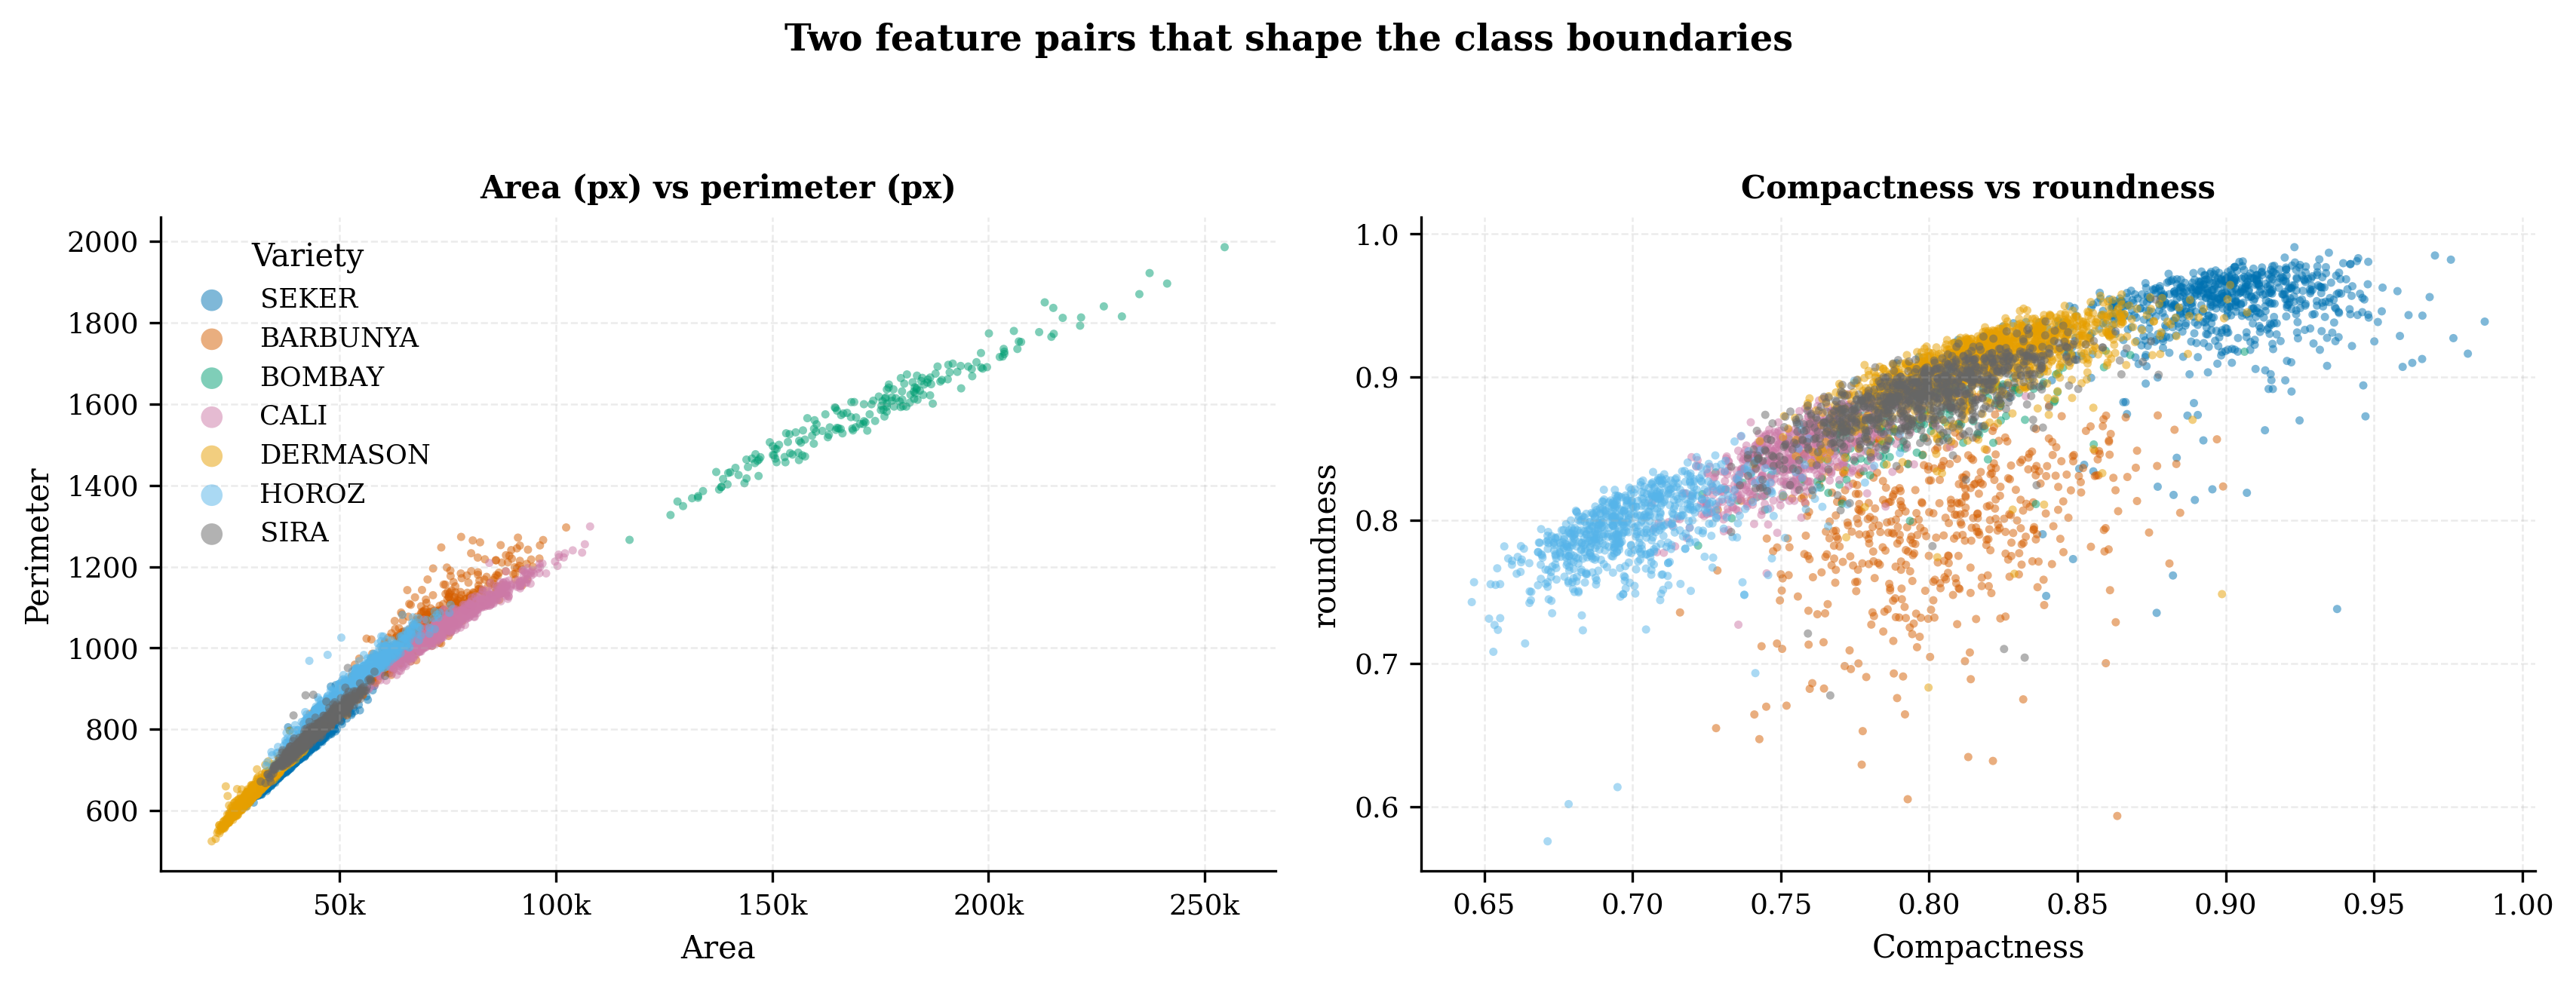 Two feature pairs that shape the class boundaries
Area (px) vs perimeter (px)
2000
1800
1600
1400
1200
1000
800
600
Perimeter
Variety
SEKER
BARBUNYA
BOMBAY
CALI
DERMASON
HOROZ
SIRA
50k
100k
150k
200k
250k
Area
Compactness vs roundness
1.0
0.9
0.8
0.7
0.6
roundness
0.65
0.70
0.75
0.80
0.85
0.90
0.95
1.00
Compactness